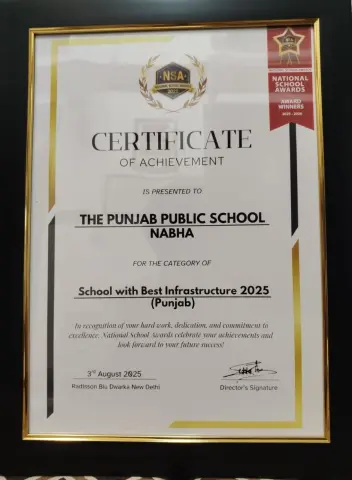 NSA
NATIONAL
SCHOOL
AWARDS
AWARD
WINNERS
CERTIFICATE
OF ACHIEVEMENT
IS PRESENTED TO
THE PUNJAB PUBLIC SCHOOL
NABHA
FOR THE CATEGORY OF
School with Best Infrastructure 2025
(Punjab)
In recognition of your hard work, dedication, and commitment to
excellence. National School Awards celebrate your achievements and
look forward to your future success!
3rd August 2025
Radisson Blu Dwarka New Delhi
Director's Signature